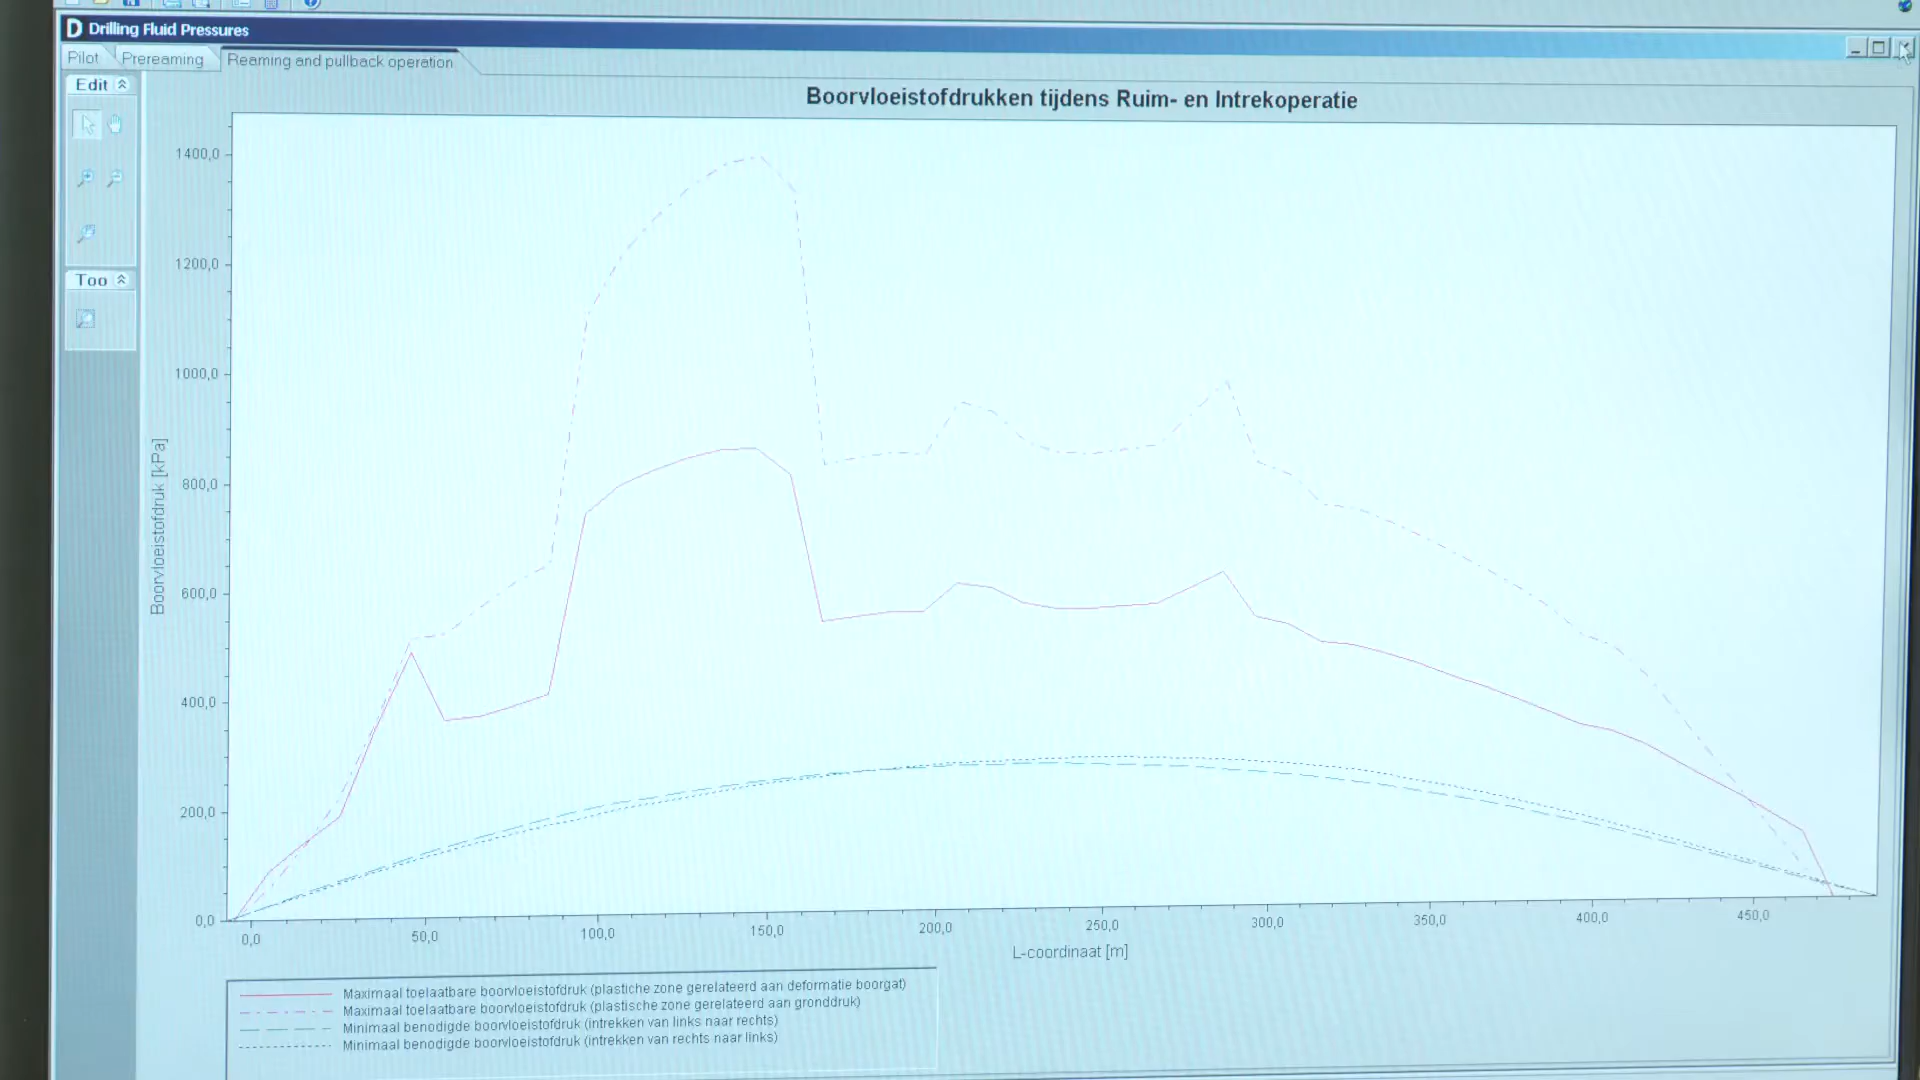 Drilling Fluid Pressures
Pilot
Prereaming
Reaming and pullback operation
Edit
Too
Boorvloeistofdrukken tijdens Ruim- en Intrekoperatie
1400,0
1200,0
1000,0
800,0
600,0
400,0
200,0
0,0
Boorvloeistofdruk [kPa]
0,0
50,0
100,0
150,0
200,0
250,0
300,0
350,0
400,0
450,0
L-coordinaat [m]
Maximaal toelaatbare boorvloeistofdruk (plastiche zone gerelateerd aan deformatie boorgat)
Maximaal toelaatbare boorvloeistofdruk (plastische zone gerelateerd aan gronddruk)
Minimaal benodigde boorvloeistofdruk (intrekken van links naar rechts)
Minimaal benodigde boorvloeistofdruk (intrekken van rechts naar links)